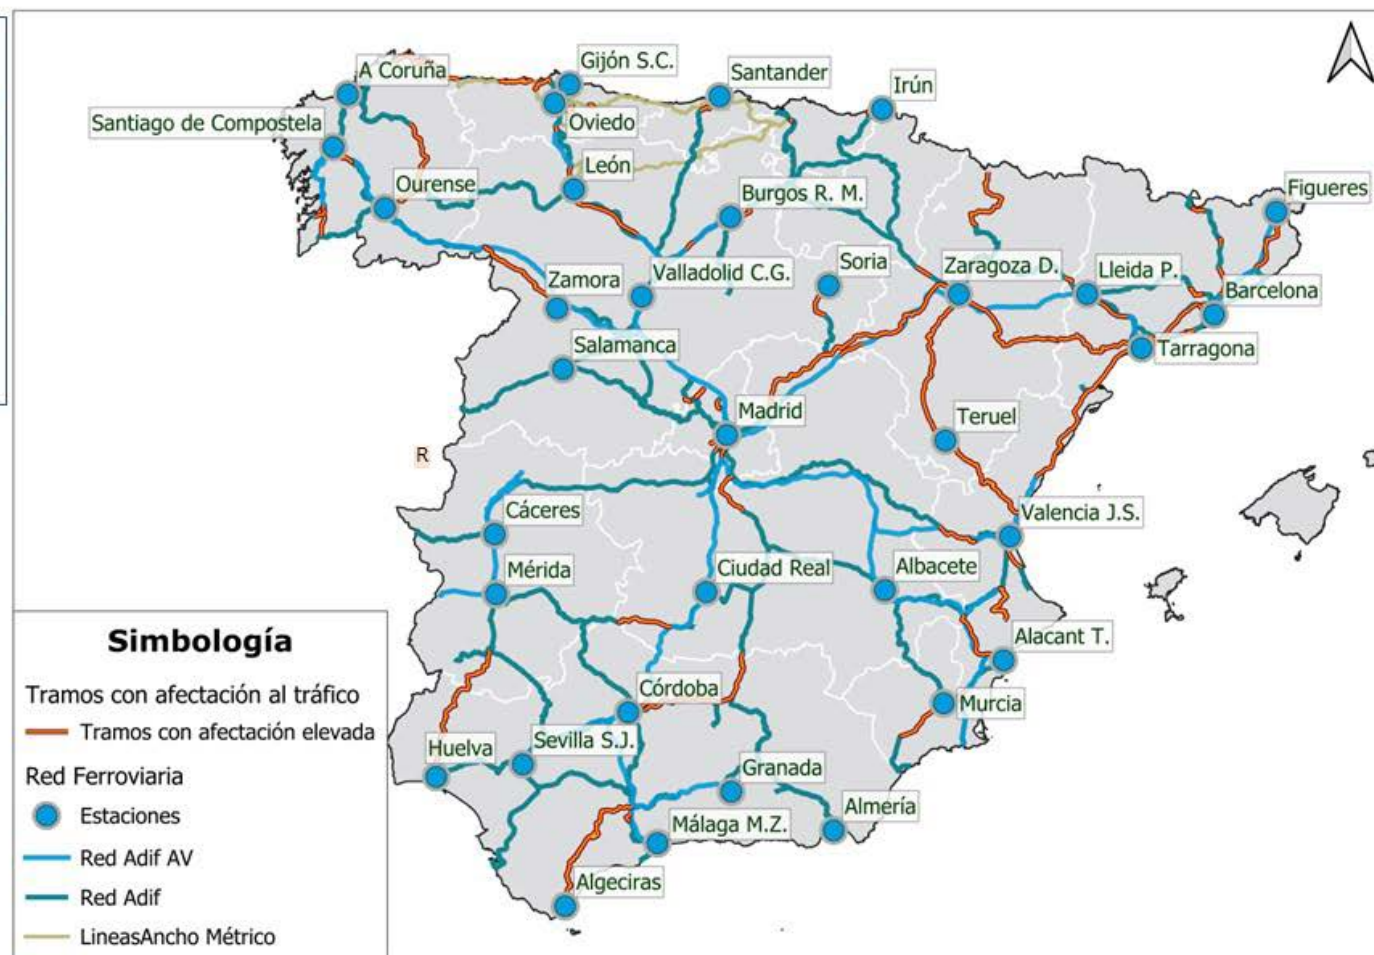 Gijón S.C.
A Coruña
Santander
Irún
Santiago de Compostela
Oviedo
León
Ourense
Burgos R. M.
Figueres
Zamora
Valladolid C.G.
Soria
Zaragoza D.
Lleida P.
Barcelona
Salamanca
Tarragona
Madrid
Teruel
R
Cáceres
Valencia J.S.
Mérida
Ciudad Real
Albacete
Alacant T.
Córdoba
Murcia
Huelva
Sevilla S.J.
Granada
Almería
Málaga M.Z.
Algeciras
Simbología
Tramos con afectación al tráfico
Tramos con afectación elevada
Red Ferroviaria
Estaciones
Red Adif AV
Red Adif
LineasAncho Métrico